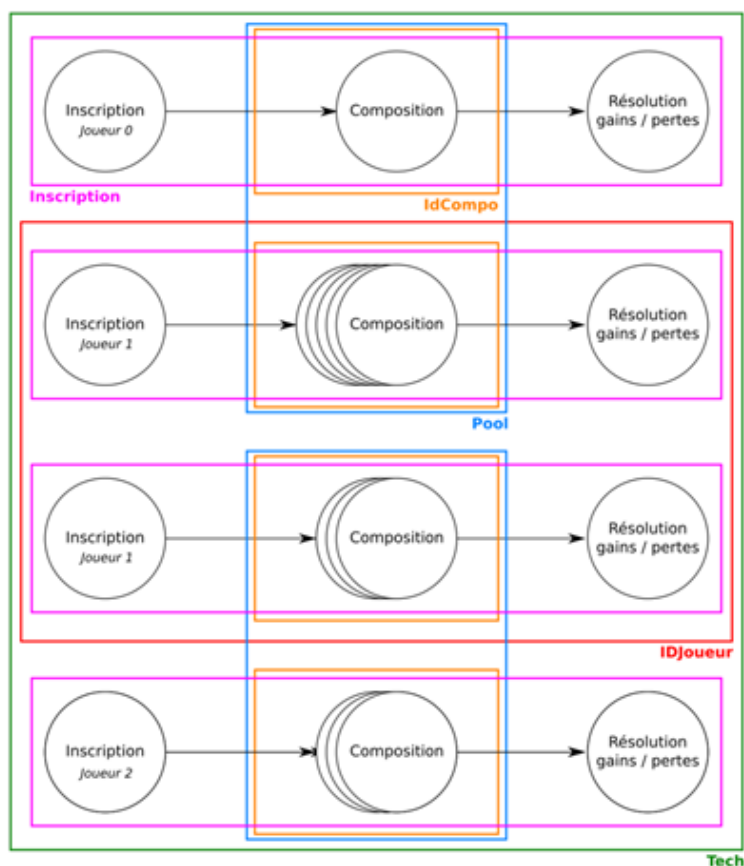 Inscription
Joueur 0
Composition
Résolution
gains / pertes
Inscription
IdCompo
Inscription
Joueur 1
Composition
Résolution
gains / pertes
Pool
Inscription
Joueur 1
Composition
Résolution
gains / pertes
IDJoueur
Inscription
Joueur 2
Composition
Résolution
gains / pertes
Tech